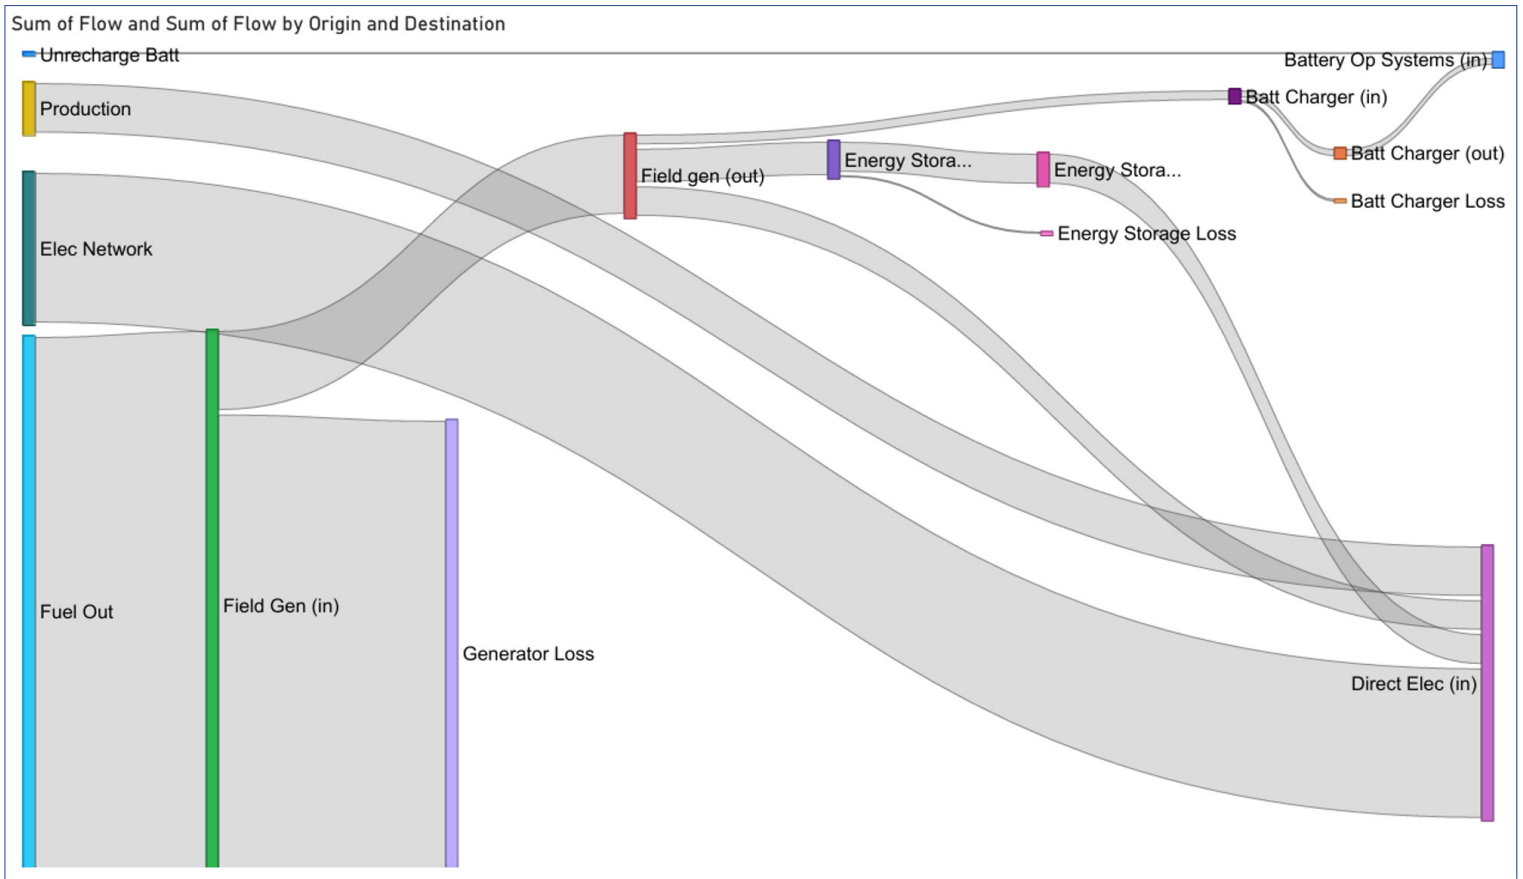 Sum of Flow and Sum of Flow by Origin and Destination
Unrecharge Batt
Battery Op Systems (in)
Production
Batt Charger (in)
Batt Charger (out)
Energy Stora...
Energy Stora...
Field gen (out)
Batt Charger Loss
Energy Storage Loss
Elec Network
Field Gen (in)
Fuel Out
Generator Loss
Direct Elec (in)